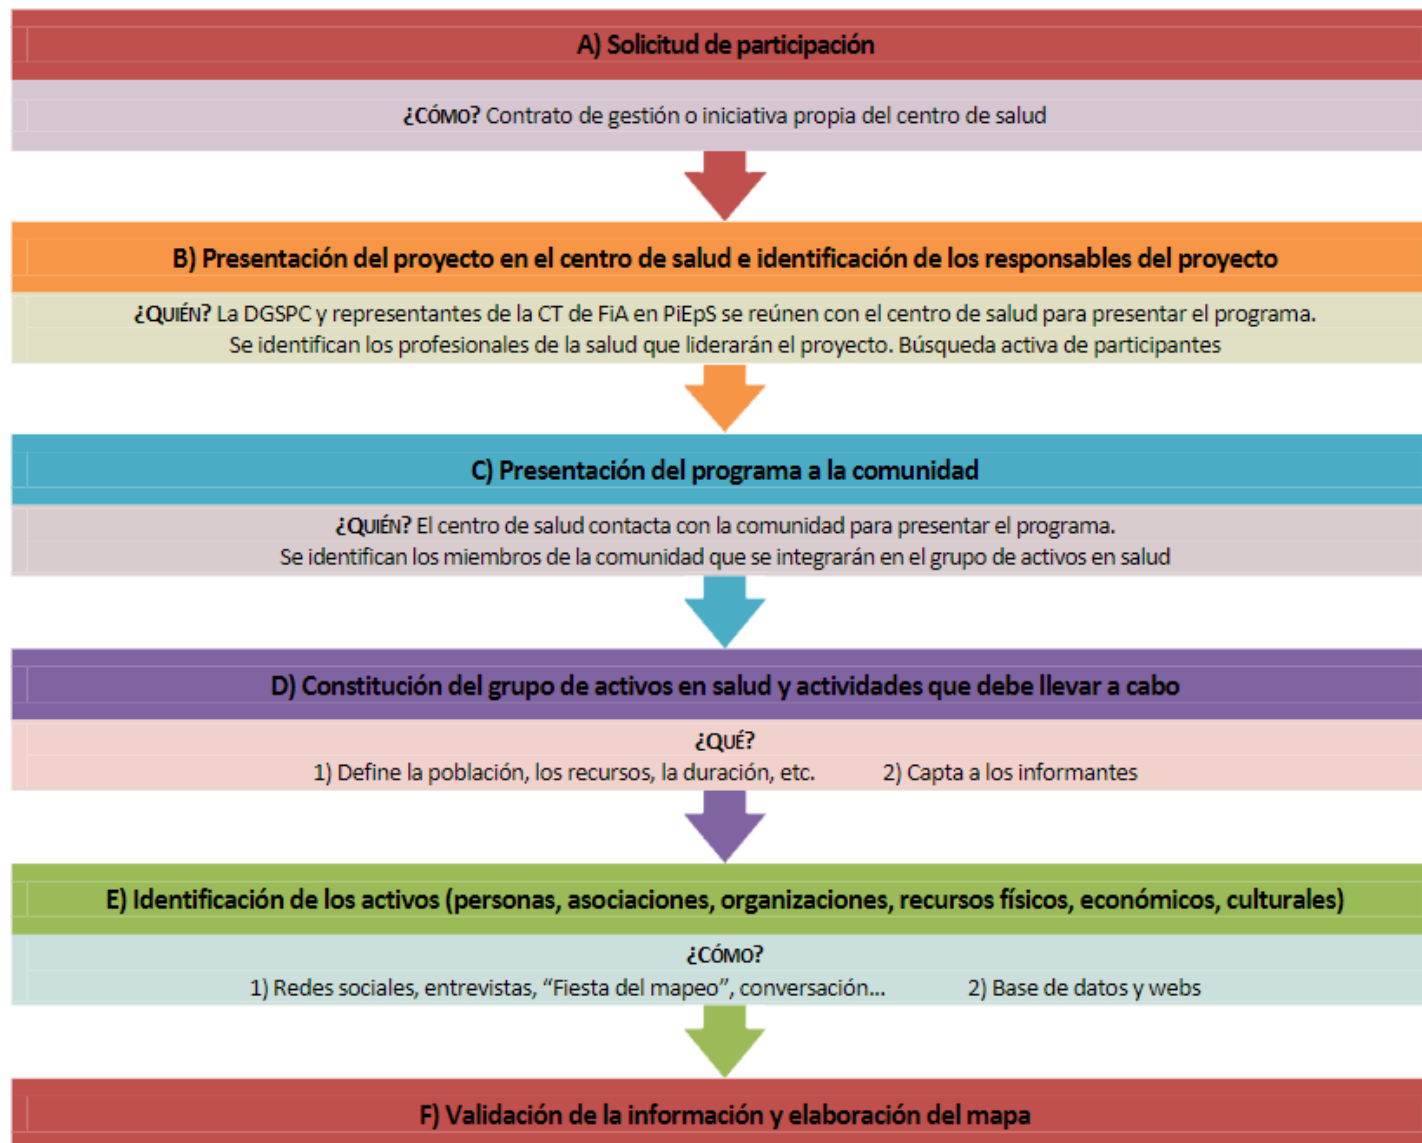 A) Solicitud de participación
¿CÓMO? Contrato de gestión o iniciativa propia del centro de salud
B) Presentación del proyecto en el centro de salud e identificación de los responsables del proyecto
¿QUIÉN? La DGSPC y representantes de la CT de FiA en PiEpS se reúnen con el centro de salud para presentar el programa.
Se identifican los profesionales de la salud que liderarán el proyecto. Búsqueda activa de participantes
C) Presentación del programa a la comunidad
¿QUIÉN? El centro de salud contacta con la comunidad para presentar el programa.
Se identifican los miembros de la comunidad que se integrarán en el grupo de activos en salud
D) Constitución del grupo de activos en salud y actividades que debe llevar a cabo
¿QUÉ?
1) Define la población, los recursos, la duración, etc. 2) Capta a los informantes
E) Identificación de los activos (personas, asociaciones, organizaciones, recursos físicos, económicos, culturales)
¿CÓMO?
1) Redes sociales, entrevistas, “Fiesta del mapeo”, conversación... 2) Base de datos y webs
F) Validación de la información y elaboración del mapa